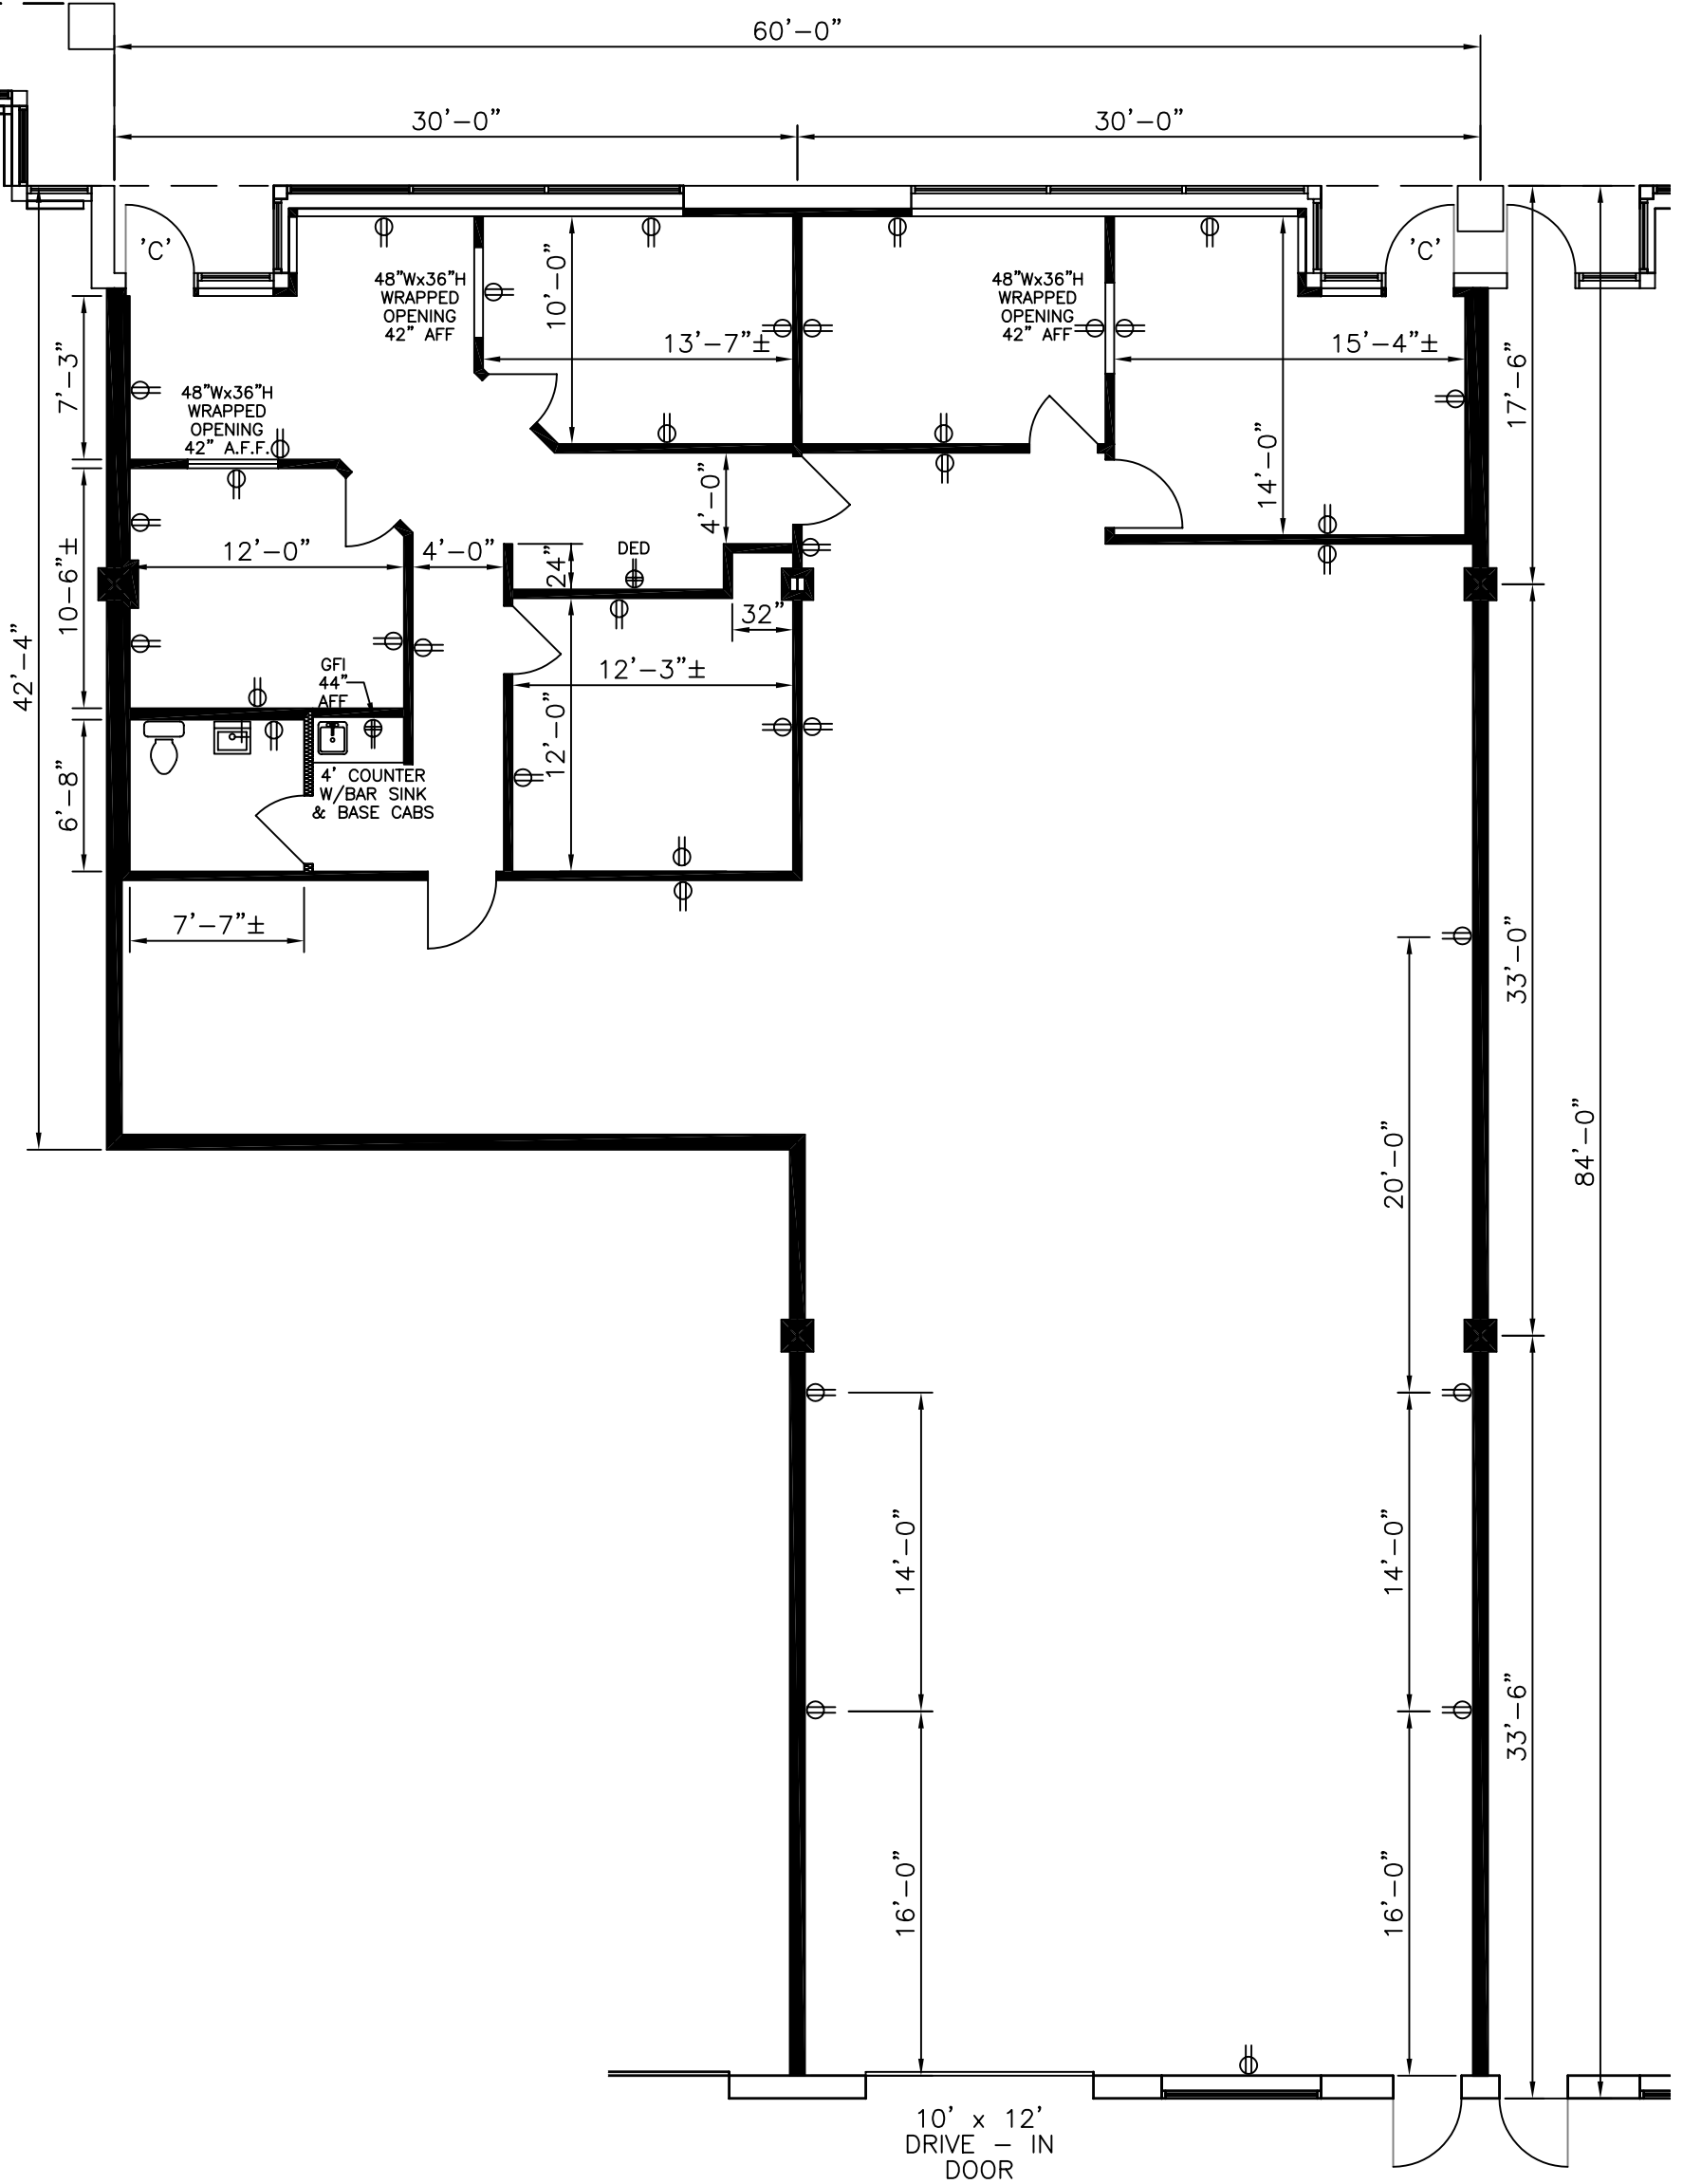 60'-0"
30'-0"
30'-0"
'C'
'C'
48"Wx36"H
WRAPPED
OPENING
42" AFF
10'-0"
13'-7"±
48"Wx36"H
WRAPPED
OPENING
42" AFF
15'-4"±
14'-0"
17'-6"
7'-3"
48"Wx36"H
WRAPPED
OPENING
42" A.F.F.
4'-0"
12'-0"
4'-0"
24"
DED
32"
10'-6"±
42'-4"
GFI
44"
AFF
12'-3"±
12'-0"
6'-8"
4' COUNTER
W/BAR SINK
& BASE CABS
7'-7"±
33'-0"
84'-0"
20'-0"
14'-0"
14'-0"
33'-6"
16'-0"
16'-0"
10' x 12'
DRIVE - IN
DOOR